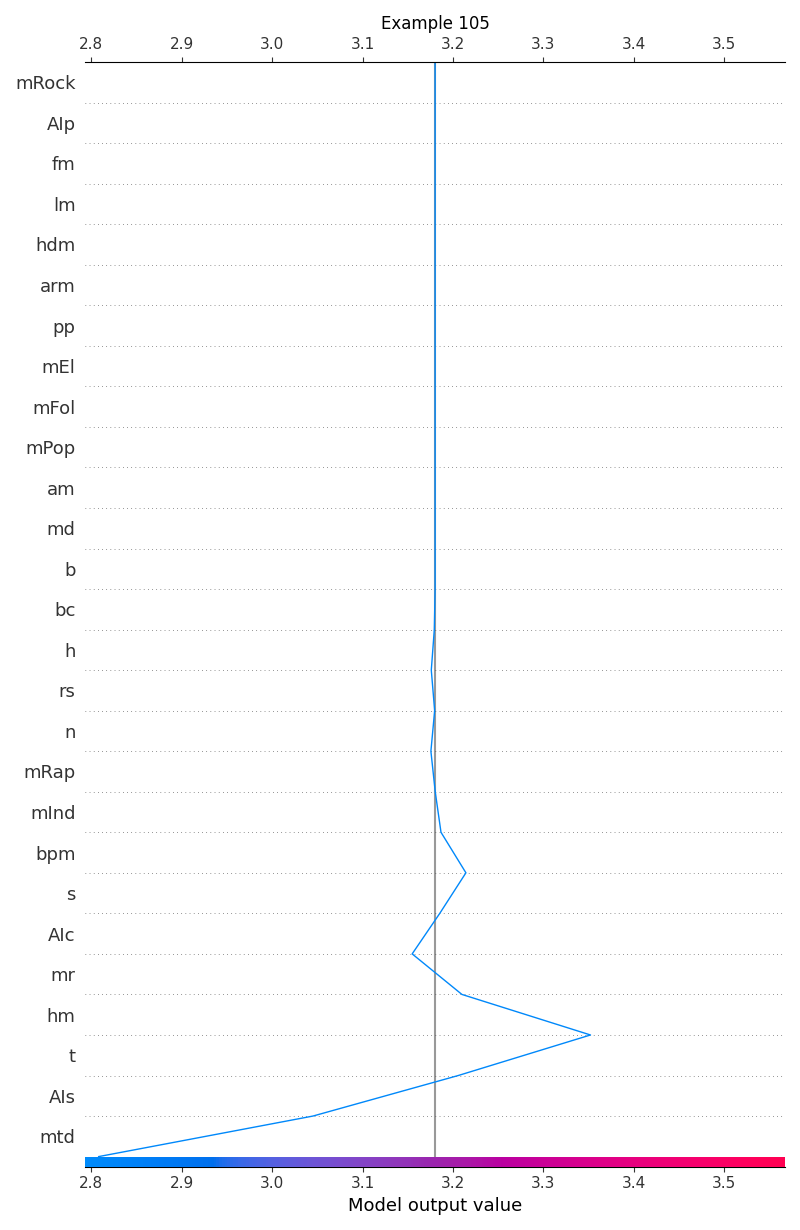 Example 105
2.8 2.9 3.0 3.1 3.2 3.3 3.4 3.5
mRock
AIp
fm
lm
hdm
arm
pp
mEl
mFol
mPop
am
md
b
bc
h
rs
n
mRap
mInd
bpm
s
AIc
mr
hm
t
AIs
mtd
2.8 2.9 3.0 3.1 3.2 3.3 3.4 3.5
Model output value